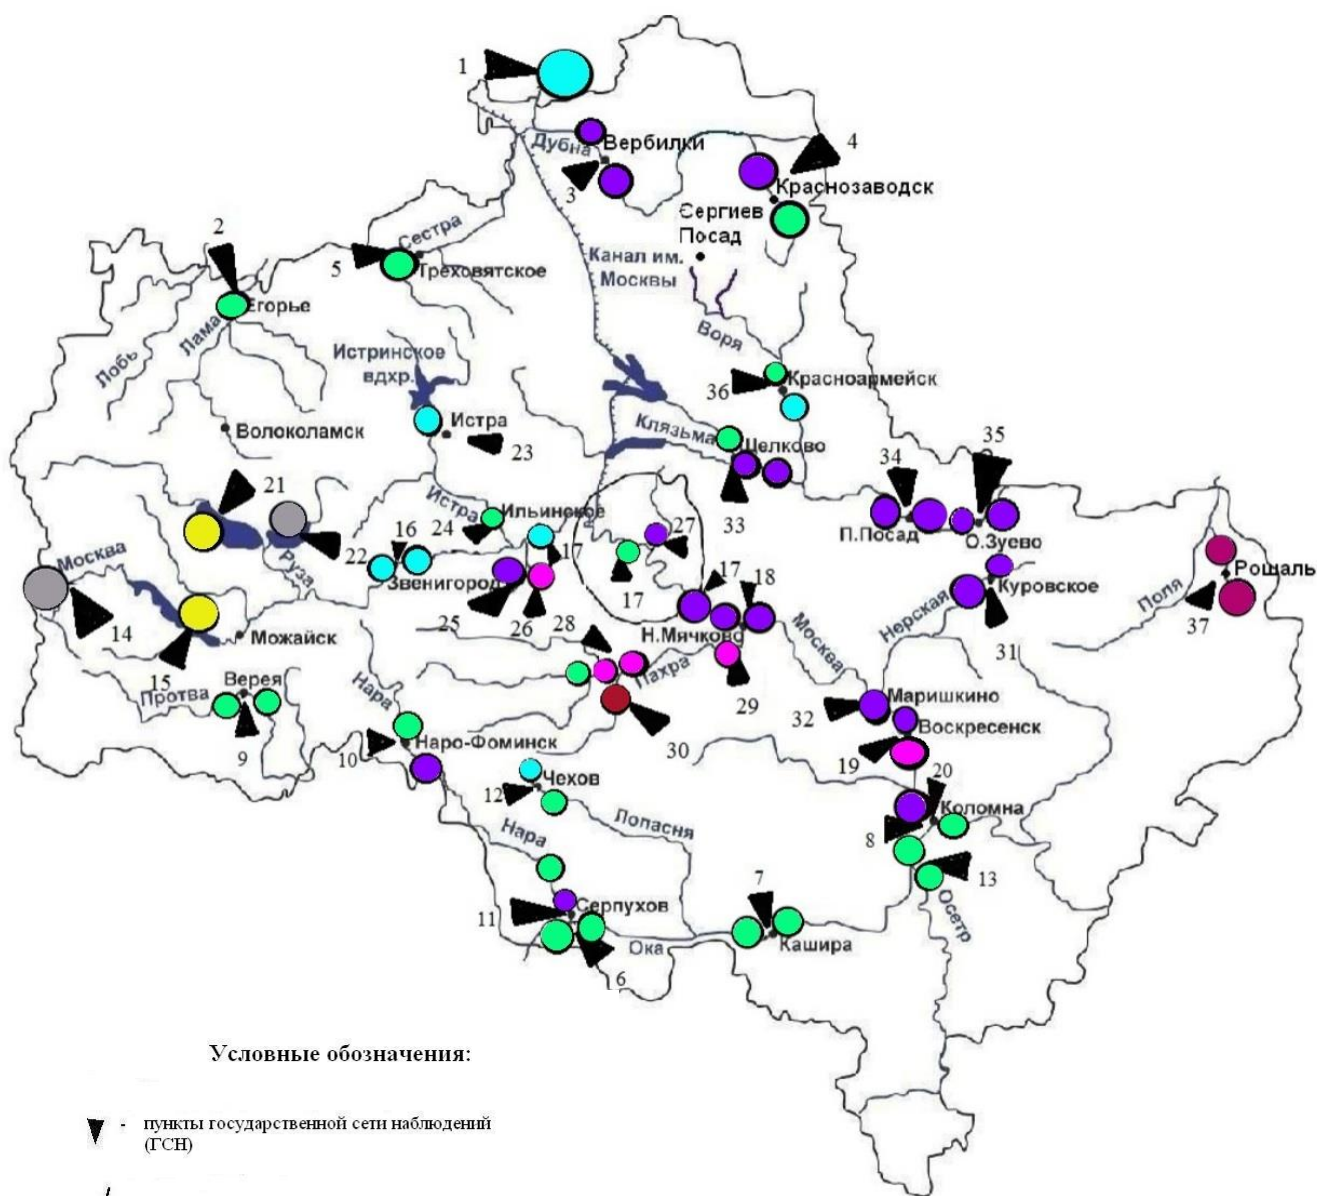 1
4
Дубна
Вербилки
3
Краснозаводск
Сергиев
Посад
2
Сестра
5
Треховятское
Канал им.
Москвы
Егорье
Лама
Лобь
Воря
Истринское
вдхр.
36
Красноармейск
Волоколамск
Истра
23
Клязьма
Щелково
35
34
21
16
Истра
Ильинское
24
27
33
П.Посад
О.Зуево
Москва
Руза
22
Звенигород
17
17
17
18
Куровское
Рошаль
Поля
37
14
Можайск
25
26
28
Н.Мячково
Москва
Нерская
31
15
Протва
Верея
Нара
Пахра
29
Маришкино
32
Воскресенск
9
10
Наро-Фоминск
30
19
20
12
Чехов
Коломна
8
Нара
Лопасня
7
13
Осетр
11
Серпухов
Ока
Кашира
6
Условные обозначения:
- пункты государственной сети наблюдений
(ГСН)